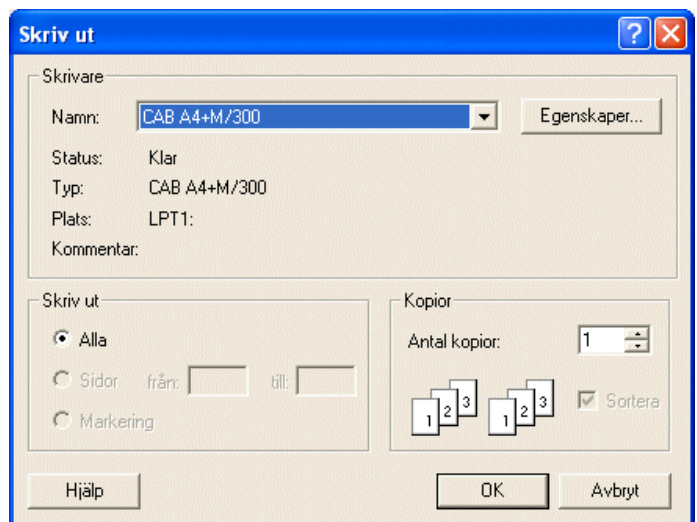 Skriv ut
Skrivare
Namn: CAB A4+M/300 Egenskaper...
Status: Klar
Typ: CAB A4+M/300
Plats: LPT1:
Kommentar:
Skriv ut
Alla
Sidor från: till:
Markering
Kopior
Antal kopior: 1
1 2 3 1 2 3 Sortera
Hjälp OK Avbryt